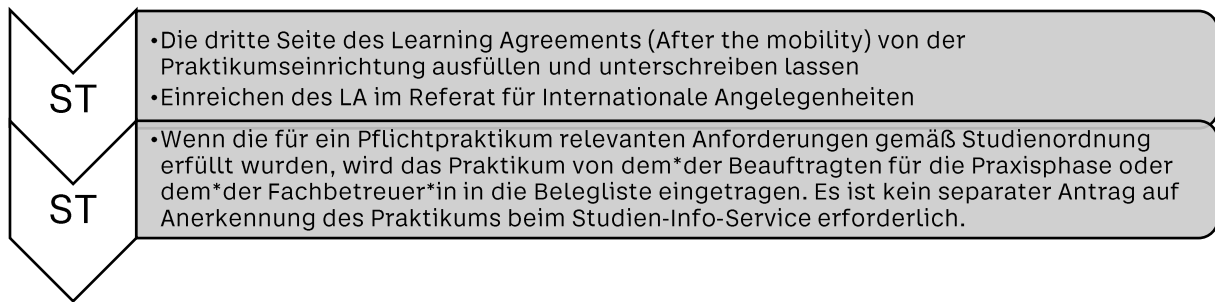 ST
•Die dritte Seite des Learning Agreements (After the mobility) von der
Praktikumseinrichtung ausfüllen und unterschreiben lassen
•Einreichen des LA im Referat für Internationale Angelegenheiten
ST
•Wenn die für ein Pflichtpraktikum relevanten Anforderungen gemäß Studienordnung
erfüllt wurden, wird das Praktikum von dem*der Beauftragten für die Praxisphase oder
dem*der Fachbetreuer*in in die Belegliste eingetragen. Es ist kein separater Antrag auf
Anerkennung des Praktikums beim Studien-Info-Service erforderlich.